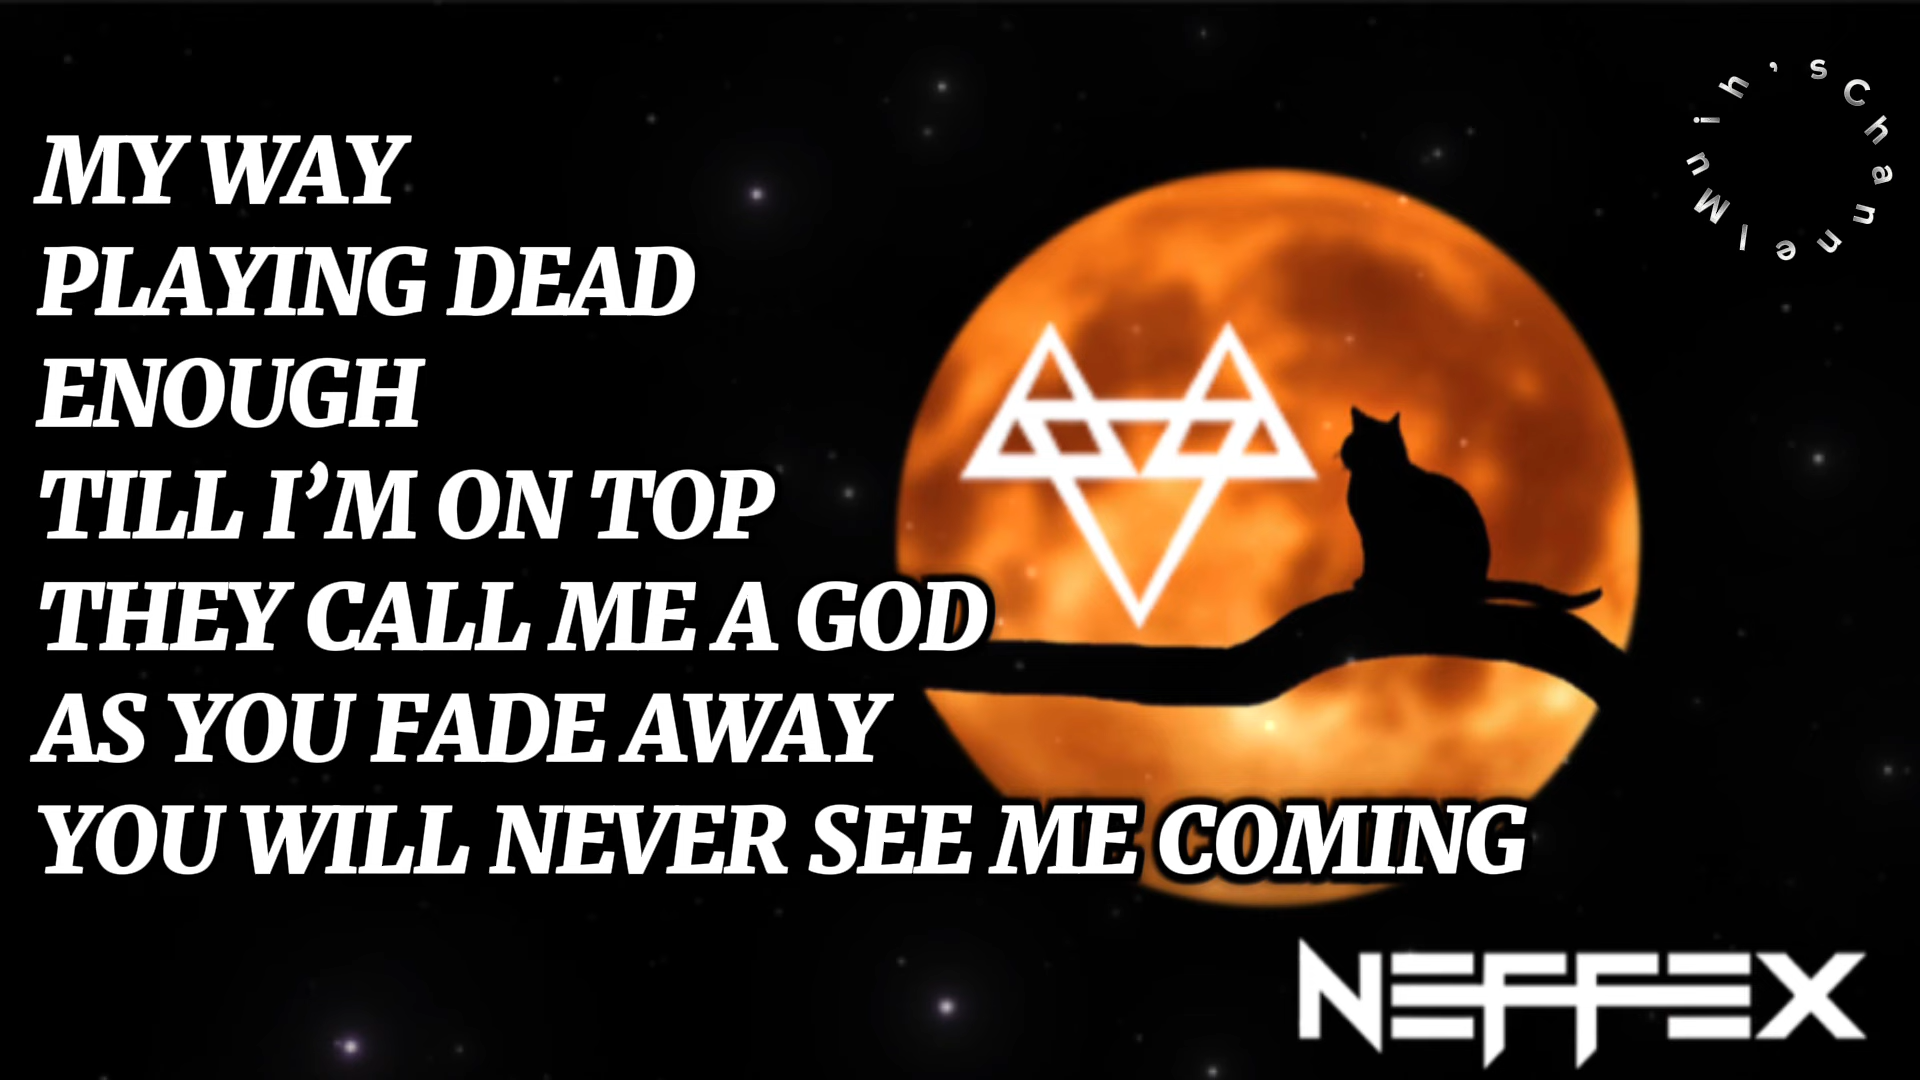 MY WAY
PLAYING DEAD
ENOUGH
TILL I’M ON TOP
THEY CALL ME A GOD
AS YOU FADE AWAY
YOU WILL NEVER SEE ME COMING
Munih’sChannel
NEFFEX